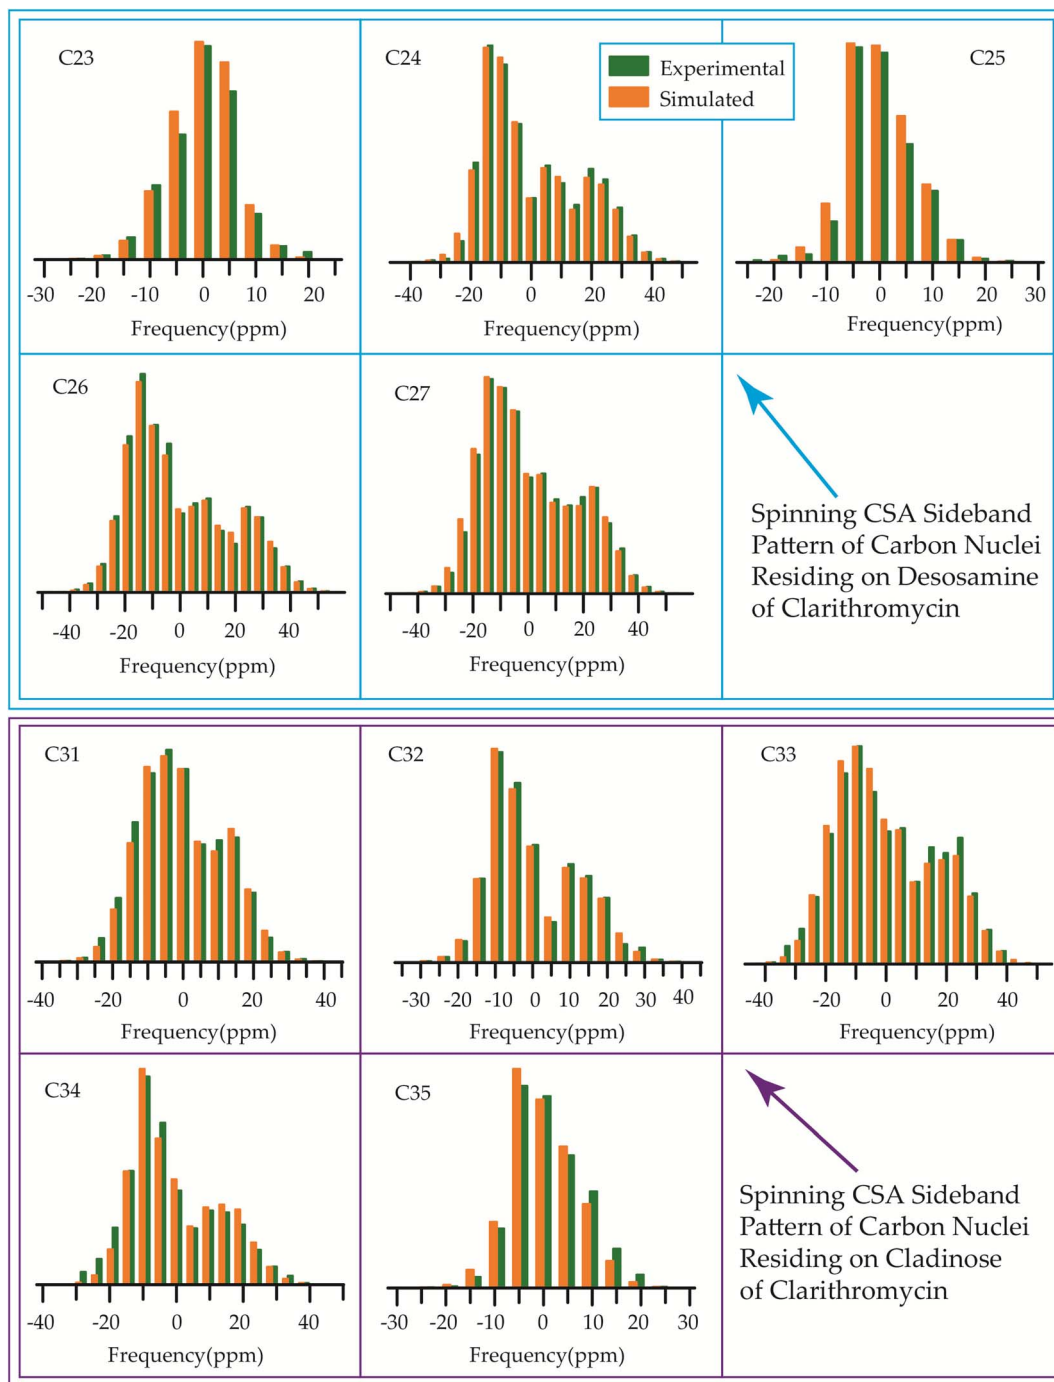 C23
-30 -20 -10 0 10 20
Frequency(ppm)
C24
-40 -20 0 20 40
Frequency(ppm)
Experimental
Simulated
C25
-20 -10 0 10 20 30
Frequency(ppm)
C26
-40 -20 0 20 40
Frequency(ppm)
C27
-40 -20 0 20 40
Frequency(ppm)
Spinning CSA Sideband
Pattern of Carbon Nuclei
Residing on Desosamine
of Clarithromycin
C31
-40 -20 0 20 40
Frequency(ppm)
C32
-30 -20 -10 0 10 20 30 40
Frequency(ppm)
C33
-40 -20 0 20 40
Frequency(ppm)
C34
-40 -20 0 20 40
Frequency(ppm)
C35
-30 -20 -10 0 10 20 30
Frequency(ppm)
Spinning CSA Sideband
Pattern of Carbon Nuclei
Residing on Cladinose
of Clarithromycin